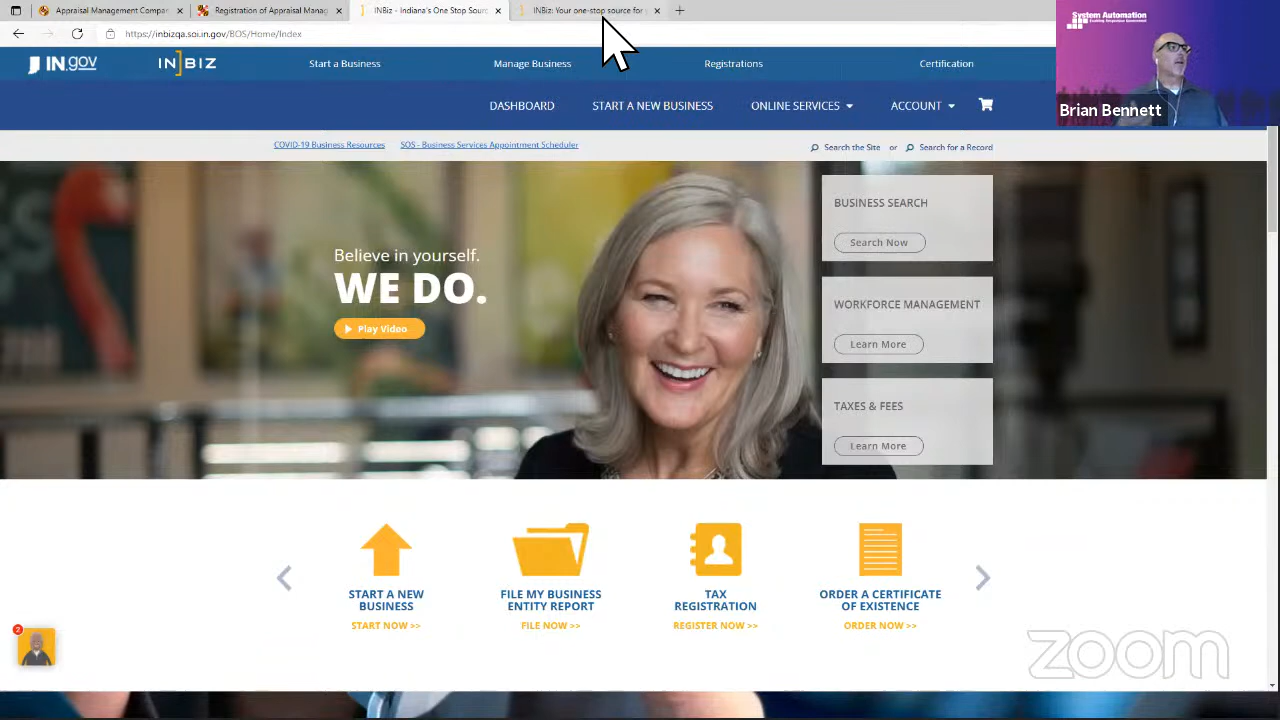 Appraisal Management Compan
Registration of Appraisal Manag
INBiz - Indiana's One Stop Sourc
INBiz: Your one-stop source for y
https://inbizqa.soi.in.gov/BOS/Home/Index
System Automation
Brian Bennett
IN.gov
IN BIZ
Start a Business
Manage Business
Registrations
Certification
DASHBOARD
START A NEW BUSINESS
ONLINE SERVICES
ACCOUNT
COVID-19 Business Resources
SOS - Business Services Appointment Scheduler
Search the Site or Search for a Record
Believe in yourself.
WE DO.
Play Video
BUSINESS SEARCH
Search Now
WORKFORCE MANAGEMENT
Learn More
TAXES & FEES
Learn More
START A NEW
BUSINESS
START NOW >>
FILE MY BUSINESS
ENTITY REPORT
FILE NOW >>
TAX
REGISTRATION
REGISTER NOW >>
ORDER A CERTIFICATE
OF EXISTENCE
ORDER NOW >>
2
zoom